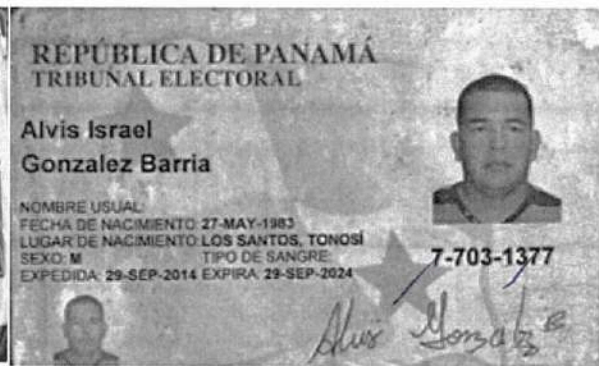 REPÚBLICA DE PANAMÁ
TRIBUNAL ELECTORAL
Alvis Israel
Gonzalez Barria
NOMBRE USUAL:
FECHA DE NACIMIENTO: 27-MAY-1983
LUGAR DE NACIMIENTO: LOS SANTOS, TONOSÍ
SEXO: M TIPO DE SANGRE:
EXPEDIDA: 29-SEP-2014 EXPIRA: 29-SEP-2024
7-703-1377
Alvis Gonzalez B